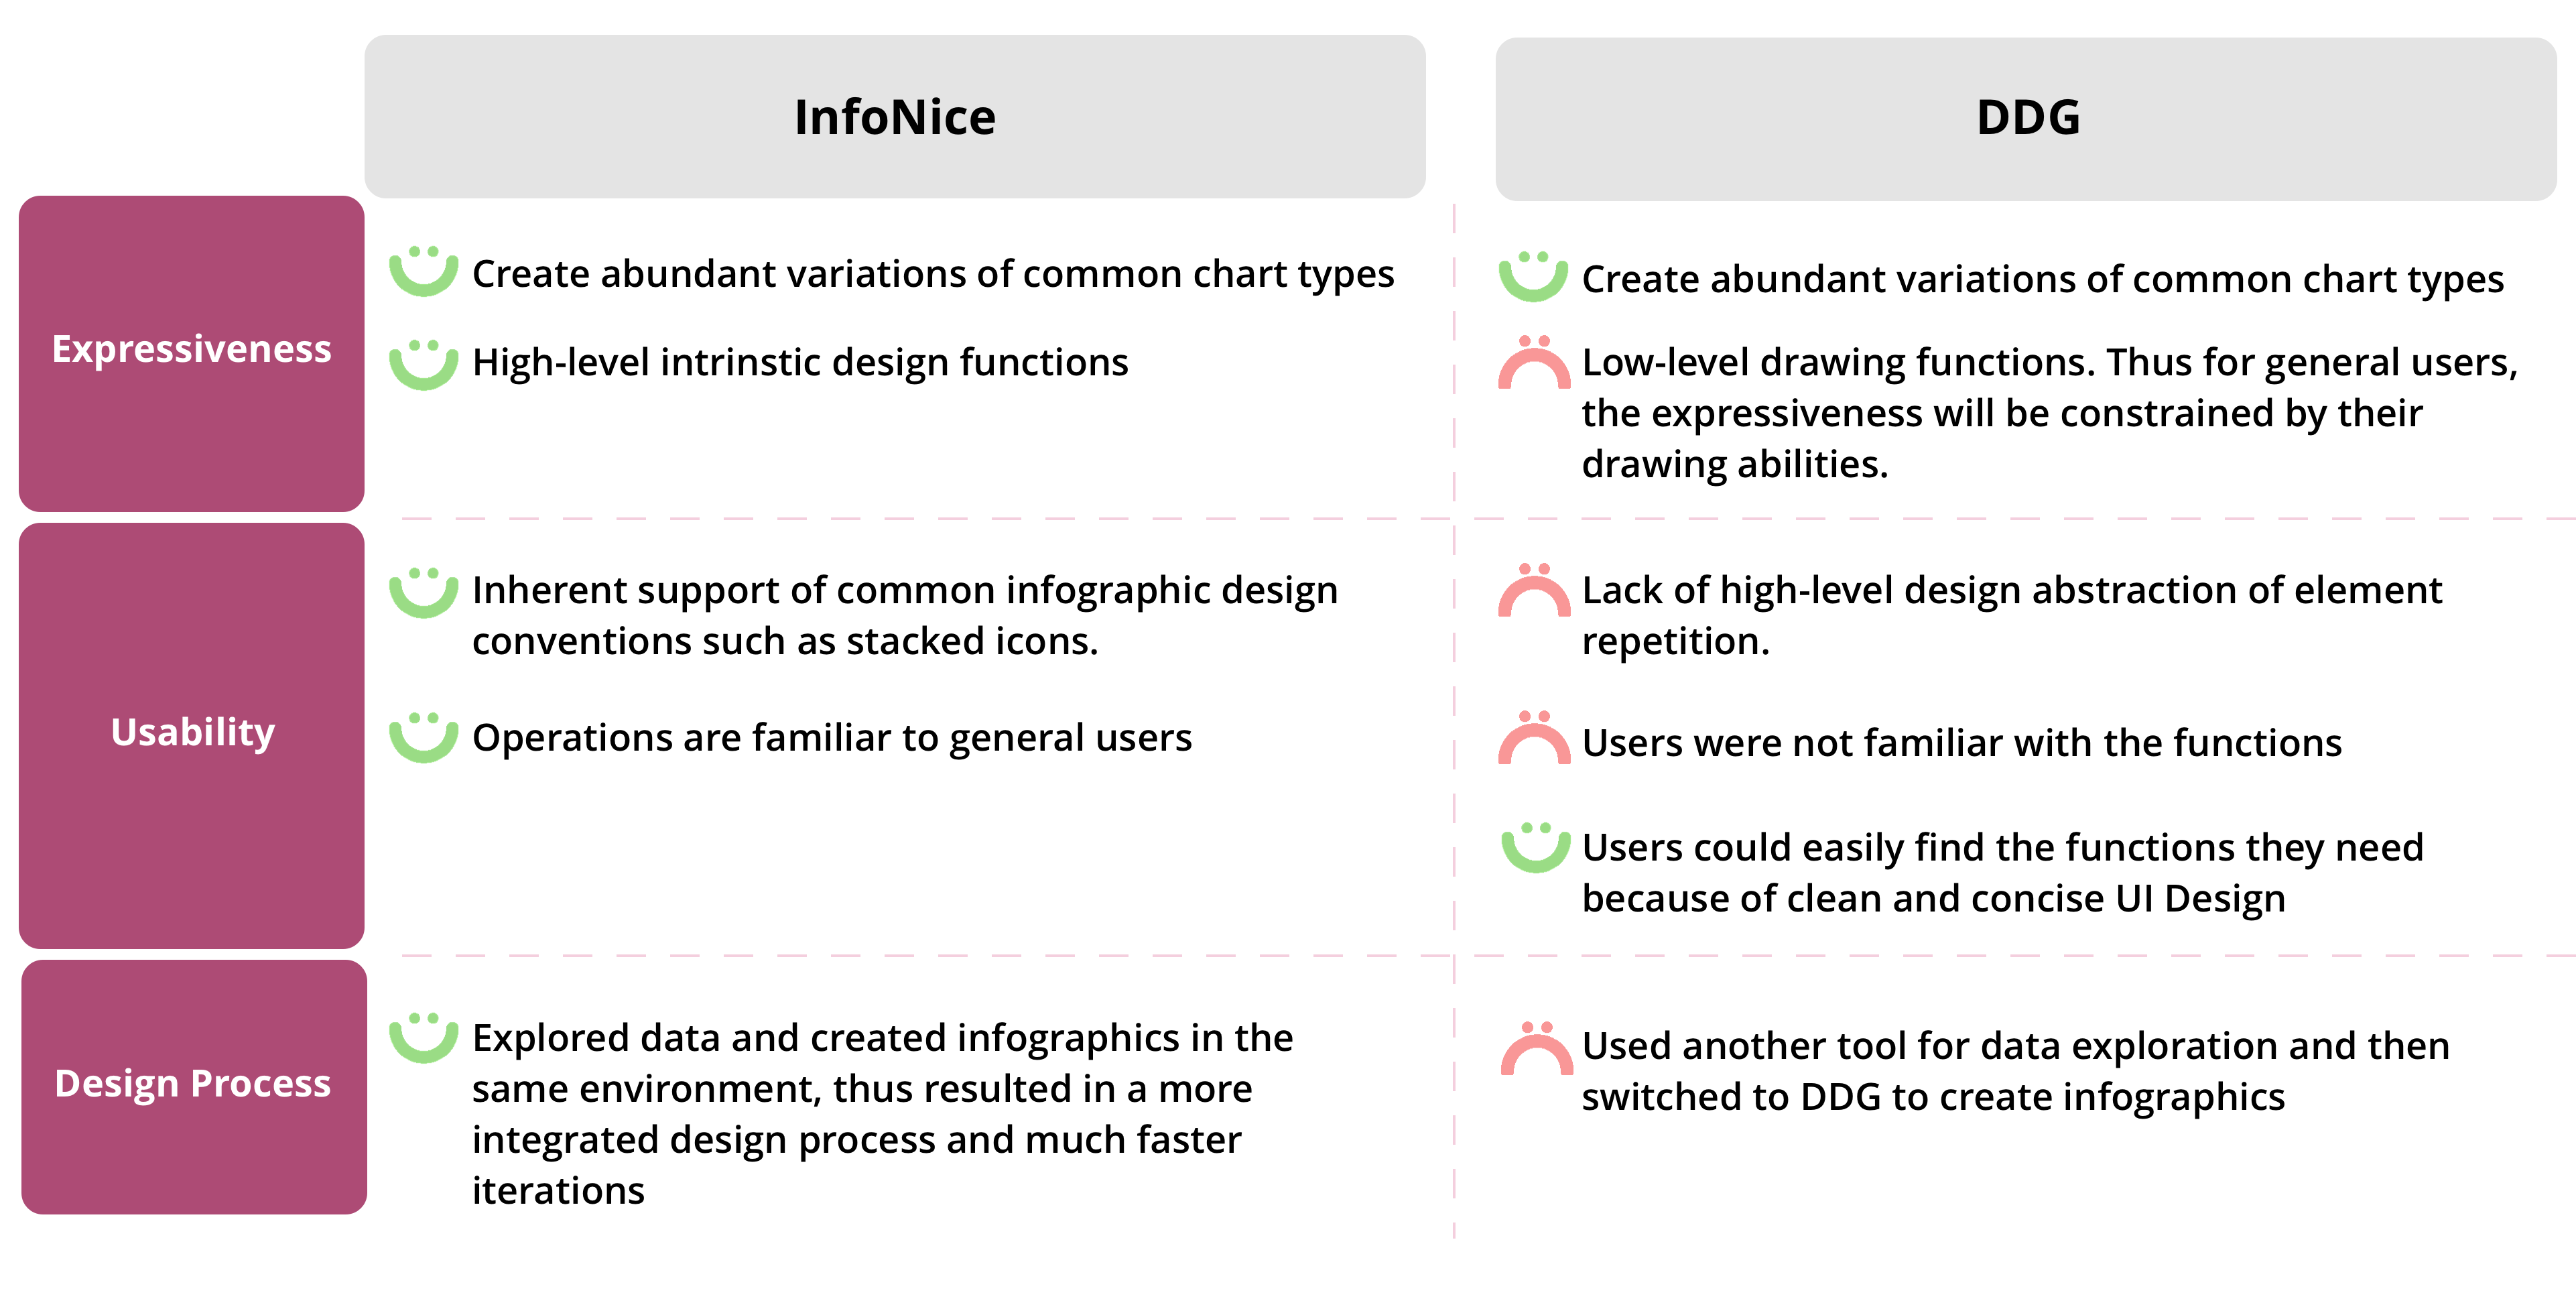 InfoNice
DDG
Expressiveness
Create abundant variations of common chart types
High-level intrinstic design functions
Create abundant variations of common chart types
Low-level drawing functions. Thus for general users,
the expressiveness will be constrained by their
drawing abilities.
Usability
Inherent support of common infographic design
conventions such as stacked icons.
Operations are familiar to general users
Lack of high-level design abstraction of element
repetition.
Users were not familiar with the functions
Users could easily find the functions they need
because of clean and concise UI Design
Design Process
Explored data and created infographics in the
same environment, thus resulted in a more
integrated design process and much faster
iterations
Used another tool for data exploration and then
switched to DDG to create infographics